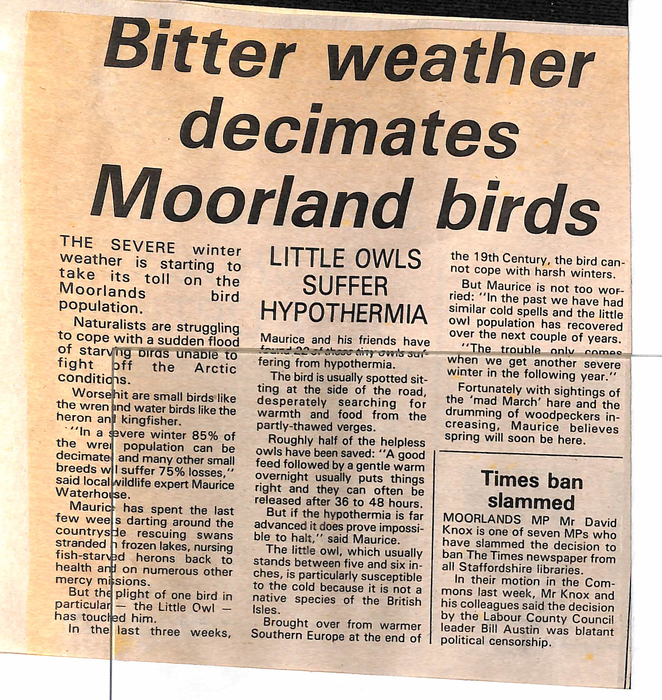 Bitter weather
decimates
Moorland birds
THE SEVERE winter
weather is starting to
take its toll on the
Moorlands bird
population.
Naturalists are struggling
to cope with a sudden flood
of starving birds unable to
fight off the Arctic
conditions.
Worsehit are small birds like
the wren and water birds like the
heron and kingfisher.
"In a severe winter 85% of
the wren population can be
decimated and many other small
breeds will suffer 75% losses,"
said local wildlife expert Maurice
Waterhouse.
Maurice has spent the last
few weeks darting around the
countryside rescuing swans
stranded in frozen lakes, nursing
fish-starved herons back to
health and on numerous other
mercy missions.
But the plight of one bird in
particular — the Little Owl —
has touched him.
In the last three weeks,
LITTLE OWLS
SUFFER
HYPOTHERMIA
Maurice and his friends have
found 22 of these tiny owls suf-
fering from hypothermia.
The bird is usually spotted sit-
ting at the side of the road,
desperately searching for
warmth and food from the
partly-thawed verges.
Roughly half of the helpless
owls have been saved: "A good
feed followed by a gentle warm
overnight usually puts things
right and they can often be
released after 36 to 48 hours.
But if the hypothermia is far
advanced it does prove impossi-
ble to halt," said Maurice.
The little owl, which usually
stands between five and six in-
ches, is particularly susceptible
to the cold because it is not a
native species of the British
Isles.
Brought over from warmer
Southern Europe at the end of
the 19th Century, the bird can-
not cope with harsh winters.
But Maurice is not too wor-
ried: "In the past we have had
similar cold spells and the little
owl population has recovered
over the next couple of years.
"The trouble only comes
when we get another severe
winter in the following year."
Fortunately with sightings of
the 'mad March' hare and the
drumming of woodpeckers in-
creasing, Maurice believes
spring will soon be here.
Times ban
slammed
MOORLANDS MP Mr David
Knox is one of seven MPs who
have slammed the decision to
ban The Times newspaper from
all Staffordshire libraries.
In their motion in the Com-
mons last week, Mr Knox and
his colleagues said the decision
by the Labour County Council
leader Bill Austin was blatant
political censorship.